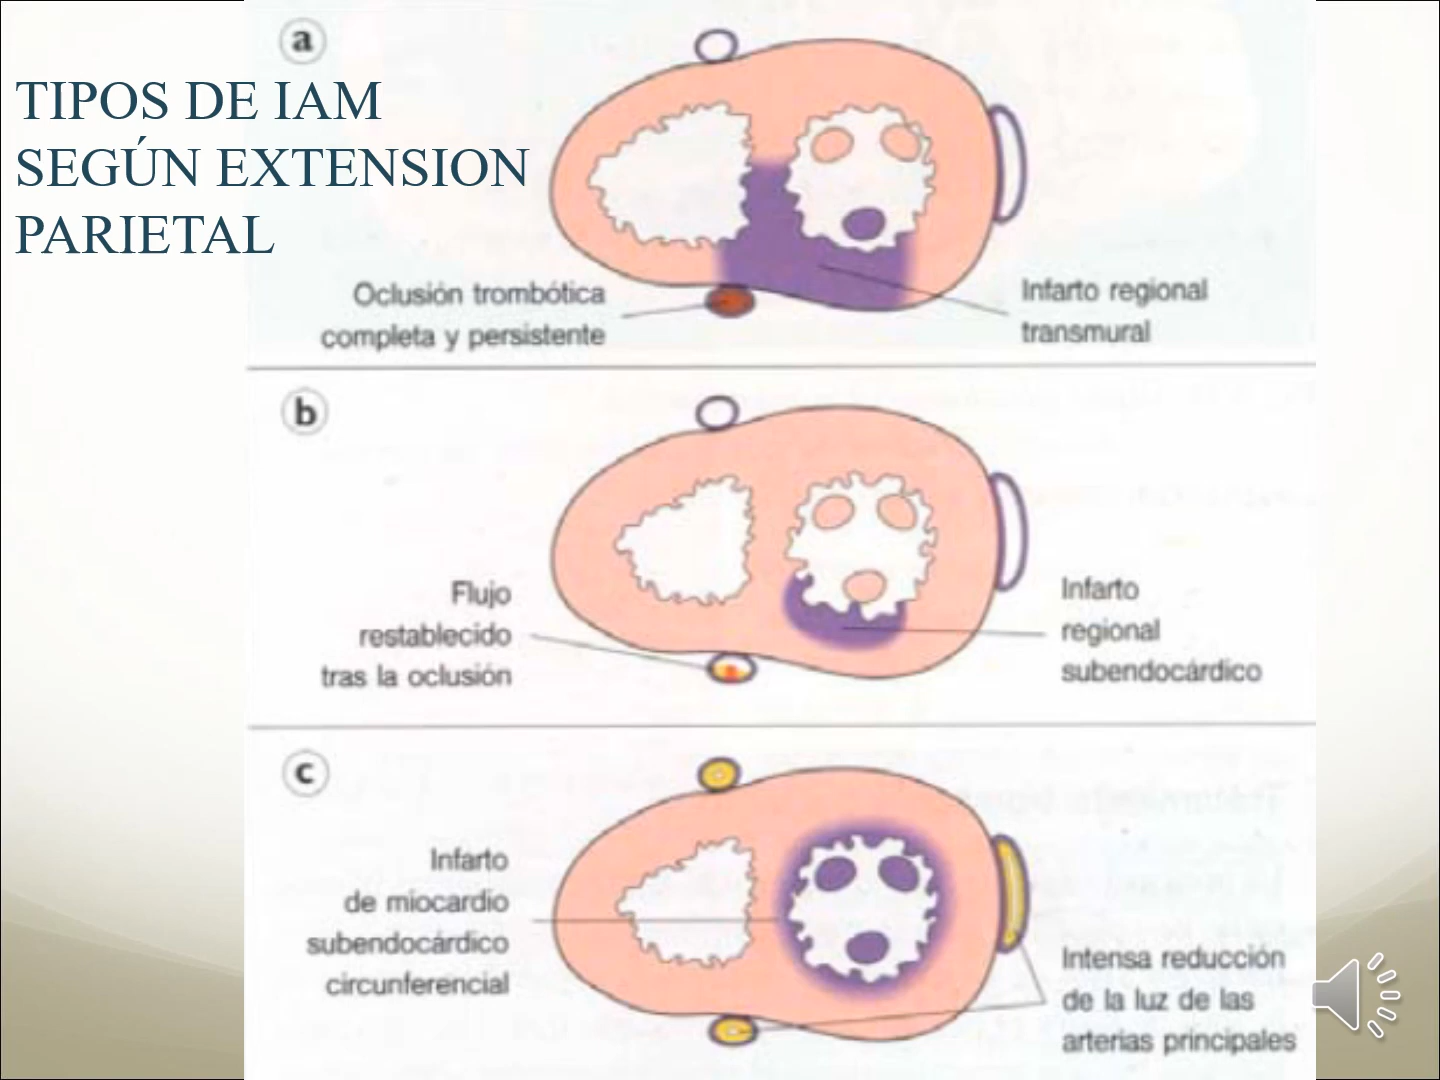 TIPOS DE IAM
SEGÚN EXTENSION
PARIETAL
a
Oclusión trombótica
completa y persistente
Infarto regional
transmural
b
Flujo
restablecido
tras la oclusión
Infarto
regional
subendocárdico
c
Infarto
de miocardio
subendocárdico
circunferencial
Intensa reducción
de la luz de las
arterias principales